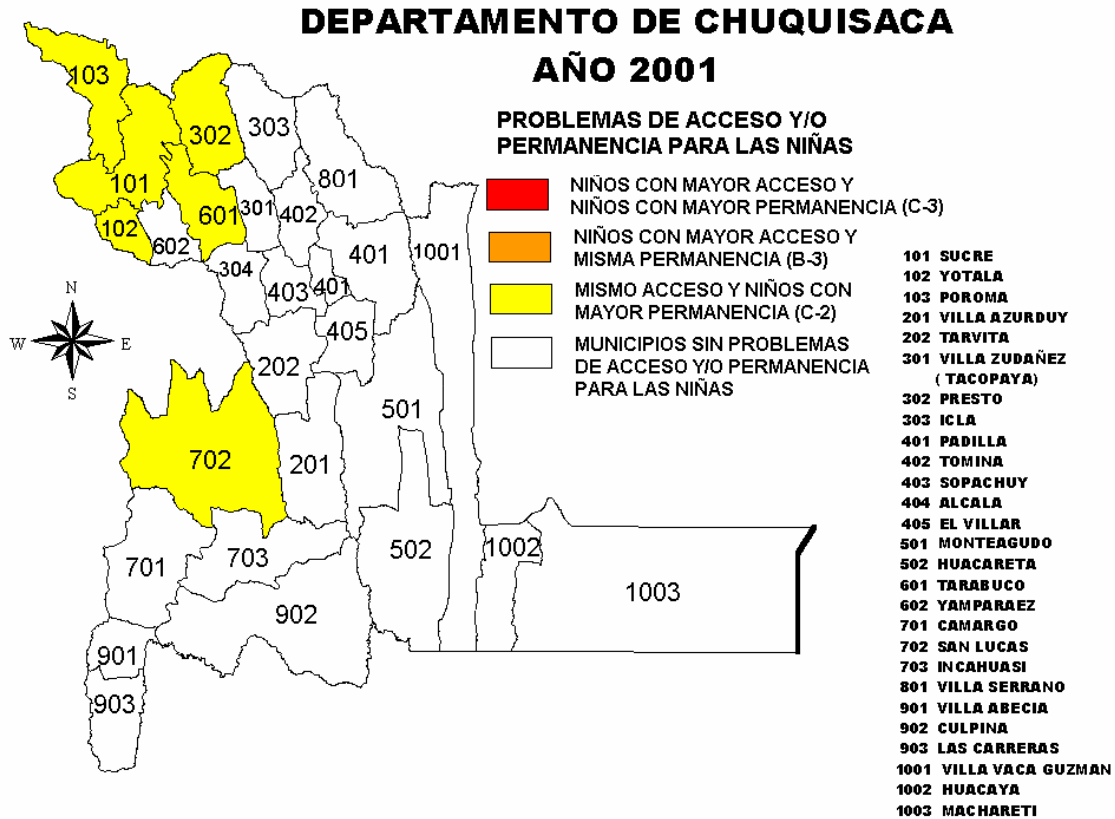 DEPARTAMENTO DE CHUQUISACA
AÑO 2001
PROBLEMAS DE ACCESO Y/O
PERMANENCIA PARA LAS NIÑAS
NIÑOS CON MAYOR ACCESO Y
NIÑOS CON MAYOR PERMANENCIA (C-3)
NIÑOS CON MAYOR ACCESO Y
MISMA PERMANENCIA (B-3)
MISMO ACCESO Y NIÑOS CON
MAYOR PERMANENCIA (C-2)
MUNICIPIOS SIN PROBLEMAS
DE ACCESO Y/O PERMANENCIA
PARA LAS NIÑAS
103
302
303
101
801
601
301
402
102
602
401
1001
304
403
401
405
202
501
702
201
502
1002
703
701
1003
902
901
903
N
W
E
S
101 SUCRE
102 YOTALA
103 POROMA
201 VILLA AZURDUY
202 TARVITA
301 VILLA ZUDAÑEZ
( TACOPAYA)
302 PRESTO
303 ICLA
401 PADILLA
402 TOMINA
403 SOPACHUY
404 ALCALA
405 EL VILLAR
501 MONTEAGUDO
502 HUACARETA
601 TARABUCO
602 YAMPARAEZ
701 CAMARGO
702 SAN LUCAS
703 INCAHUASI
801 VILLA SERRANO
901 VILLA ABECIA
902 CULPINA
903 LAS CARRERAS
1001 VILLA VACA GUZMAN
1002 HUACAYA
1003 MACHARETI